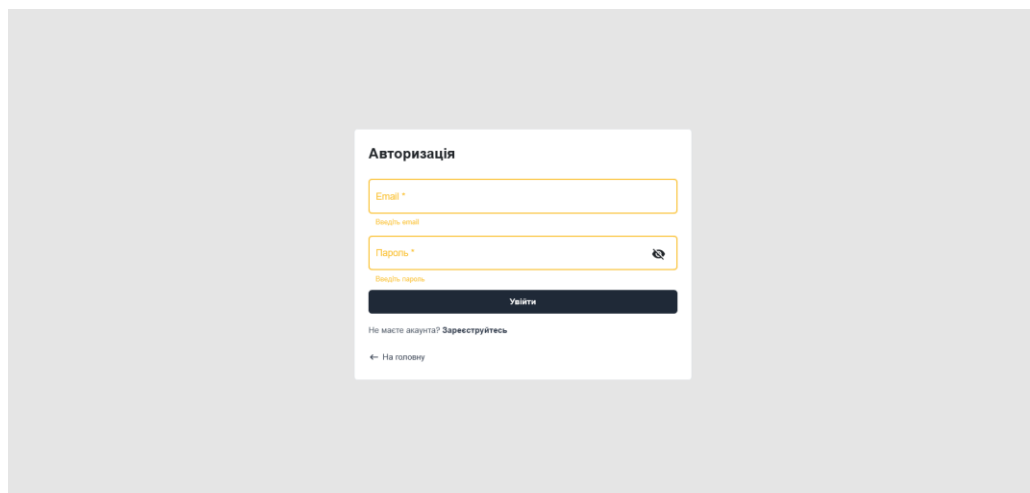 Авторизація
Email *
Введіть email
Пароль *
Введіть пароль
Увійти
Не маєте акаунта? Зареєструйтесь
← На головну